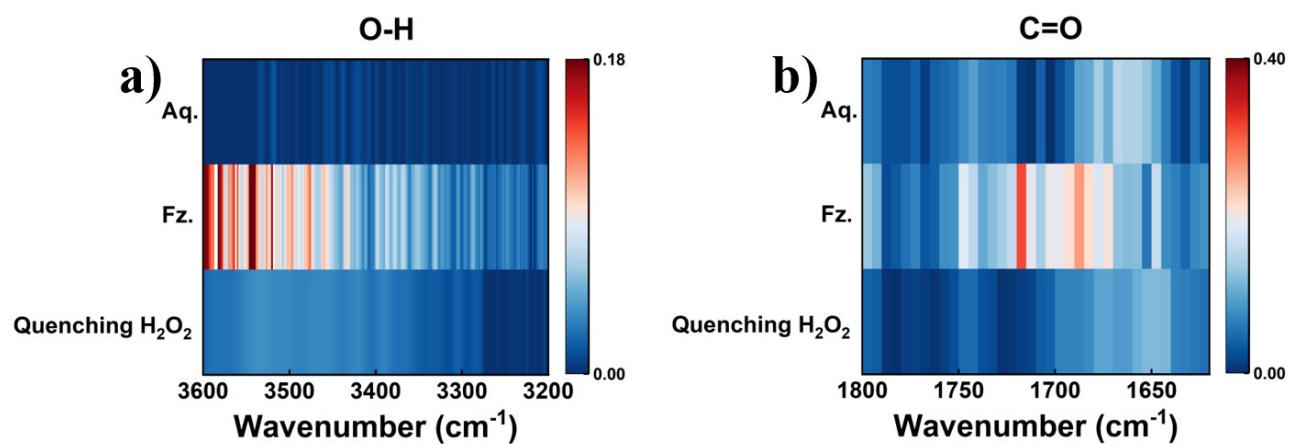 a)
O-H
Aq.
Fz.
Quenching H₂O₂
3600 3500 3400 3300 3200
Wavenumber (cm⁻¹)
0.18
0.00
b)
C=O
Aq.
Fz.
Quenching H₂O₂
1800 1750 1700 1650
Wavenumber (cm⁻¹)
0.40
0.00